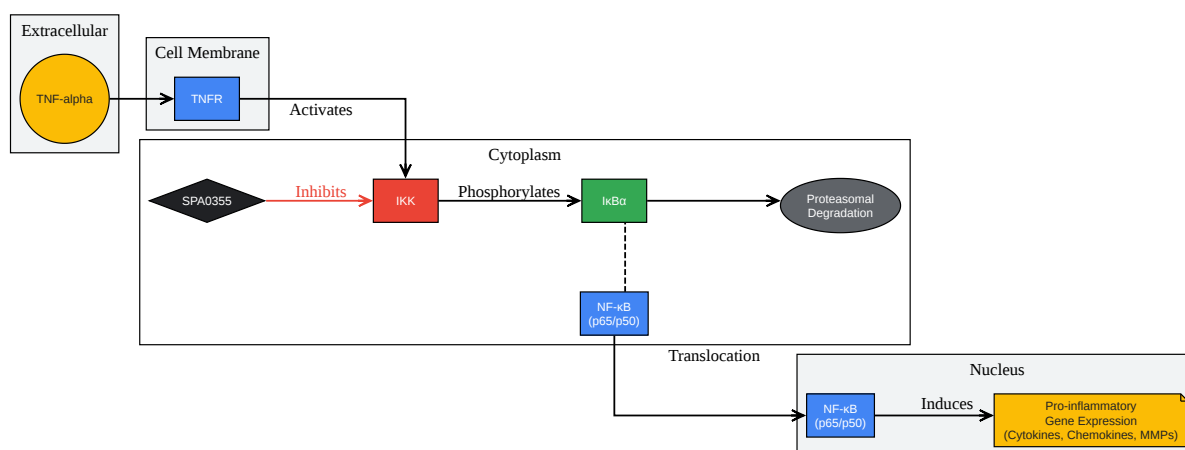 Extracellular
TNF-alpha
Cell Membrane
TNFR
Activates
Cytoplasm
SPA0355
Inhibits
IKK
Phosphorylates
IκBα
Proteasomal
Degradation
NF-κB
(p65/p50)
Translocation
Nucleus
NF-κB
(p65/p50)
Induces
Pro-inflammatory
Gene Expression
(Cytokines, Chemokines, MMPs)